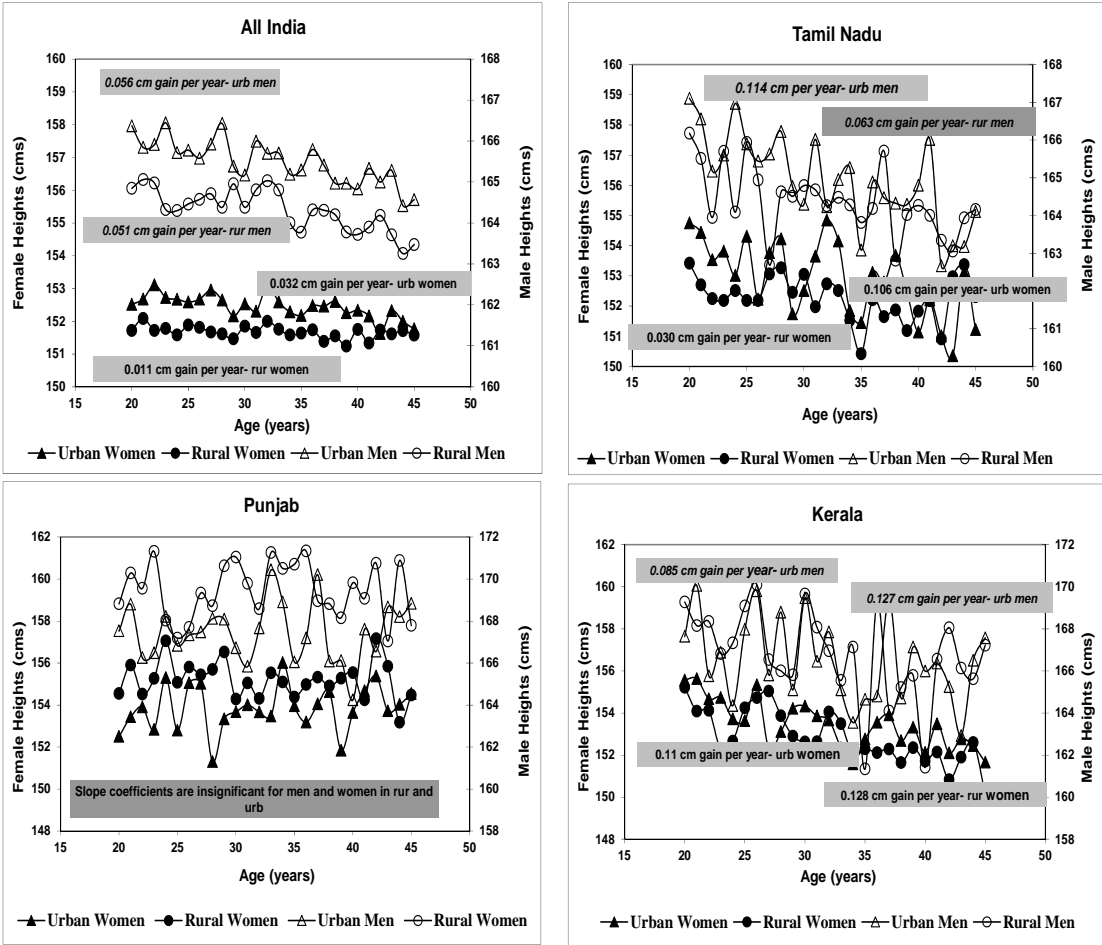 All India
160
159
158
157
156
155
154
153
152
151
150
168
167
166
165
164
163
162
161
160
Female Heights (cms)
Male Heights (cms)
0.056 cm gain per year- urb men
0.051 cm gain per year- rur men
0.032 cm gain per year- urb women
0.011 cm gain per year- rur women
15 20 25 30 35 40 45 50
Age (years)
Urban Women Rural Women Urban Men Rural Men
Tamil Nadu
160
159
158
157
156
155
154
153
152
151
150
168
167
166
165
164
163
162
161
160
Female Heights (cms)
Male Heights (cms)
0.114 cm per year- urb men
0.063 cm gain per year- rur men
0.106 cm gain per year- urb women
0.030 cm gain per year- rur women
15 20 25 30 35 40 45 50
Age (years)
Urban Women Rural Women Urban Men Rural Men
Punjab
162
160
158
156
154
152
150
148
172
170
168
166
164
162
160
158
Female Heights (cms)
Male Heights (cms)
Slope coefficients are insignificant for men and women in rur and
urb
15 20 25 30 35 40 45 50
Age (years)
Urban Women Rural Women Urban Men Rural Women
Kerala
162
160
158
156
154
152
150
148
172
170
168
166
164
162
160
158
Female Heights (cms)
Male Heights (cms)
0.085 cm gain per year- urb men
0.127 cm gain per year- urb men
0.11 cm gain per year- urb women
0.128 cm gain per year- rur women
15 20 25 30 35 40 45 50
Age (years)
Urban Women Rural Women Urban Men Rural Men